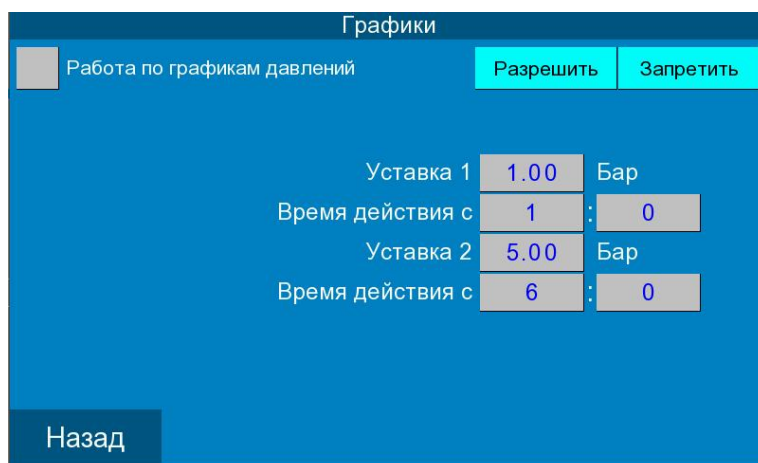 Графики
Работа по графикам давлений Разрешить Запретить
Уставка 1 1.00 Бар
Время действия с 1 : 0
Уставка 2 5.00 Бар
Время действия с 6 : 0
Назад